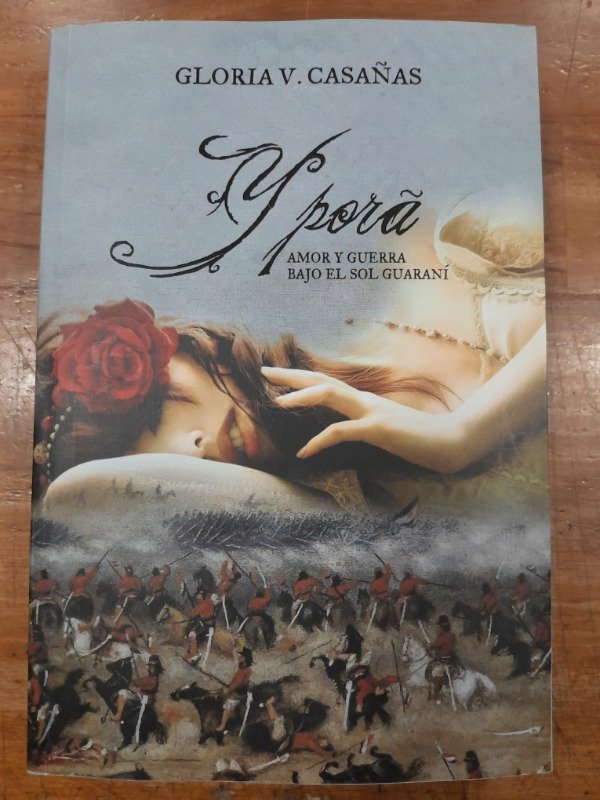 GLORIA V. CASAÑAS
Y porã
AMOR Y GUERRA
BAJO EL SOL GUARANÍ